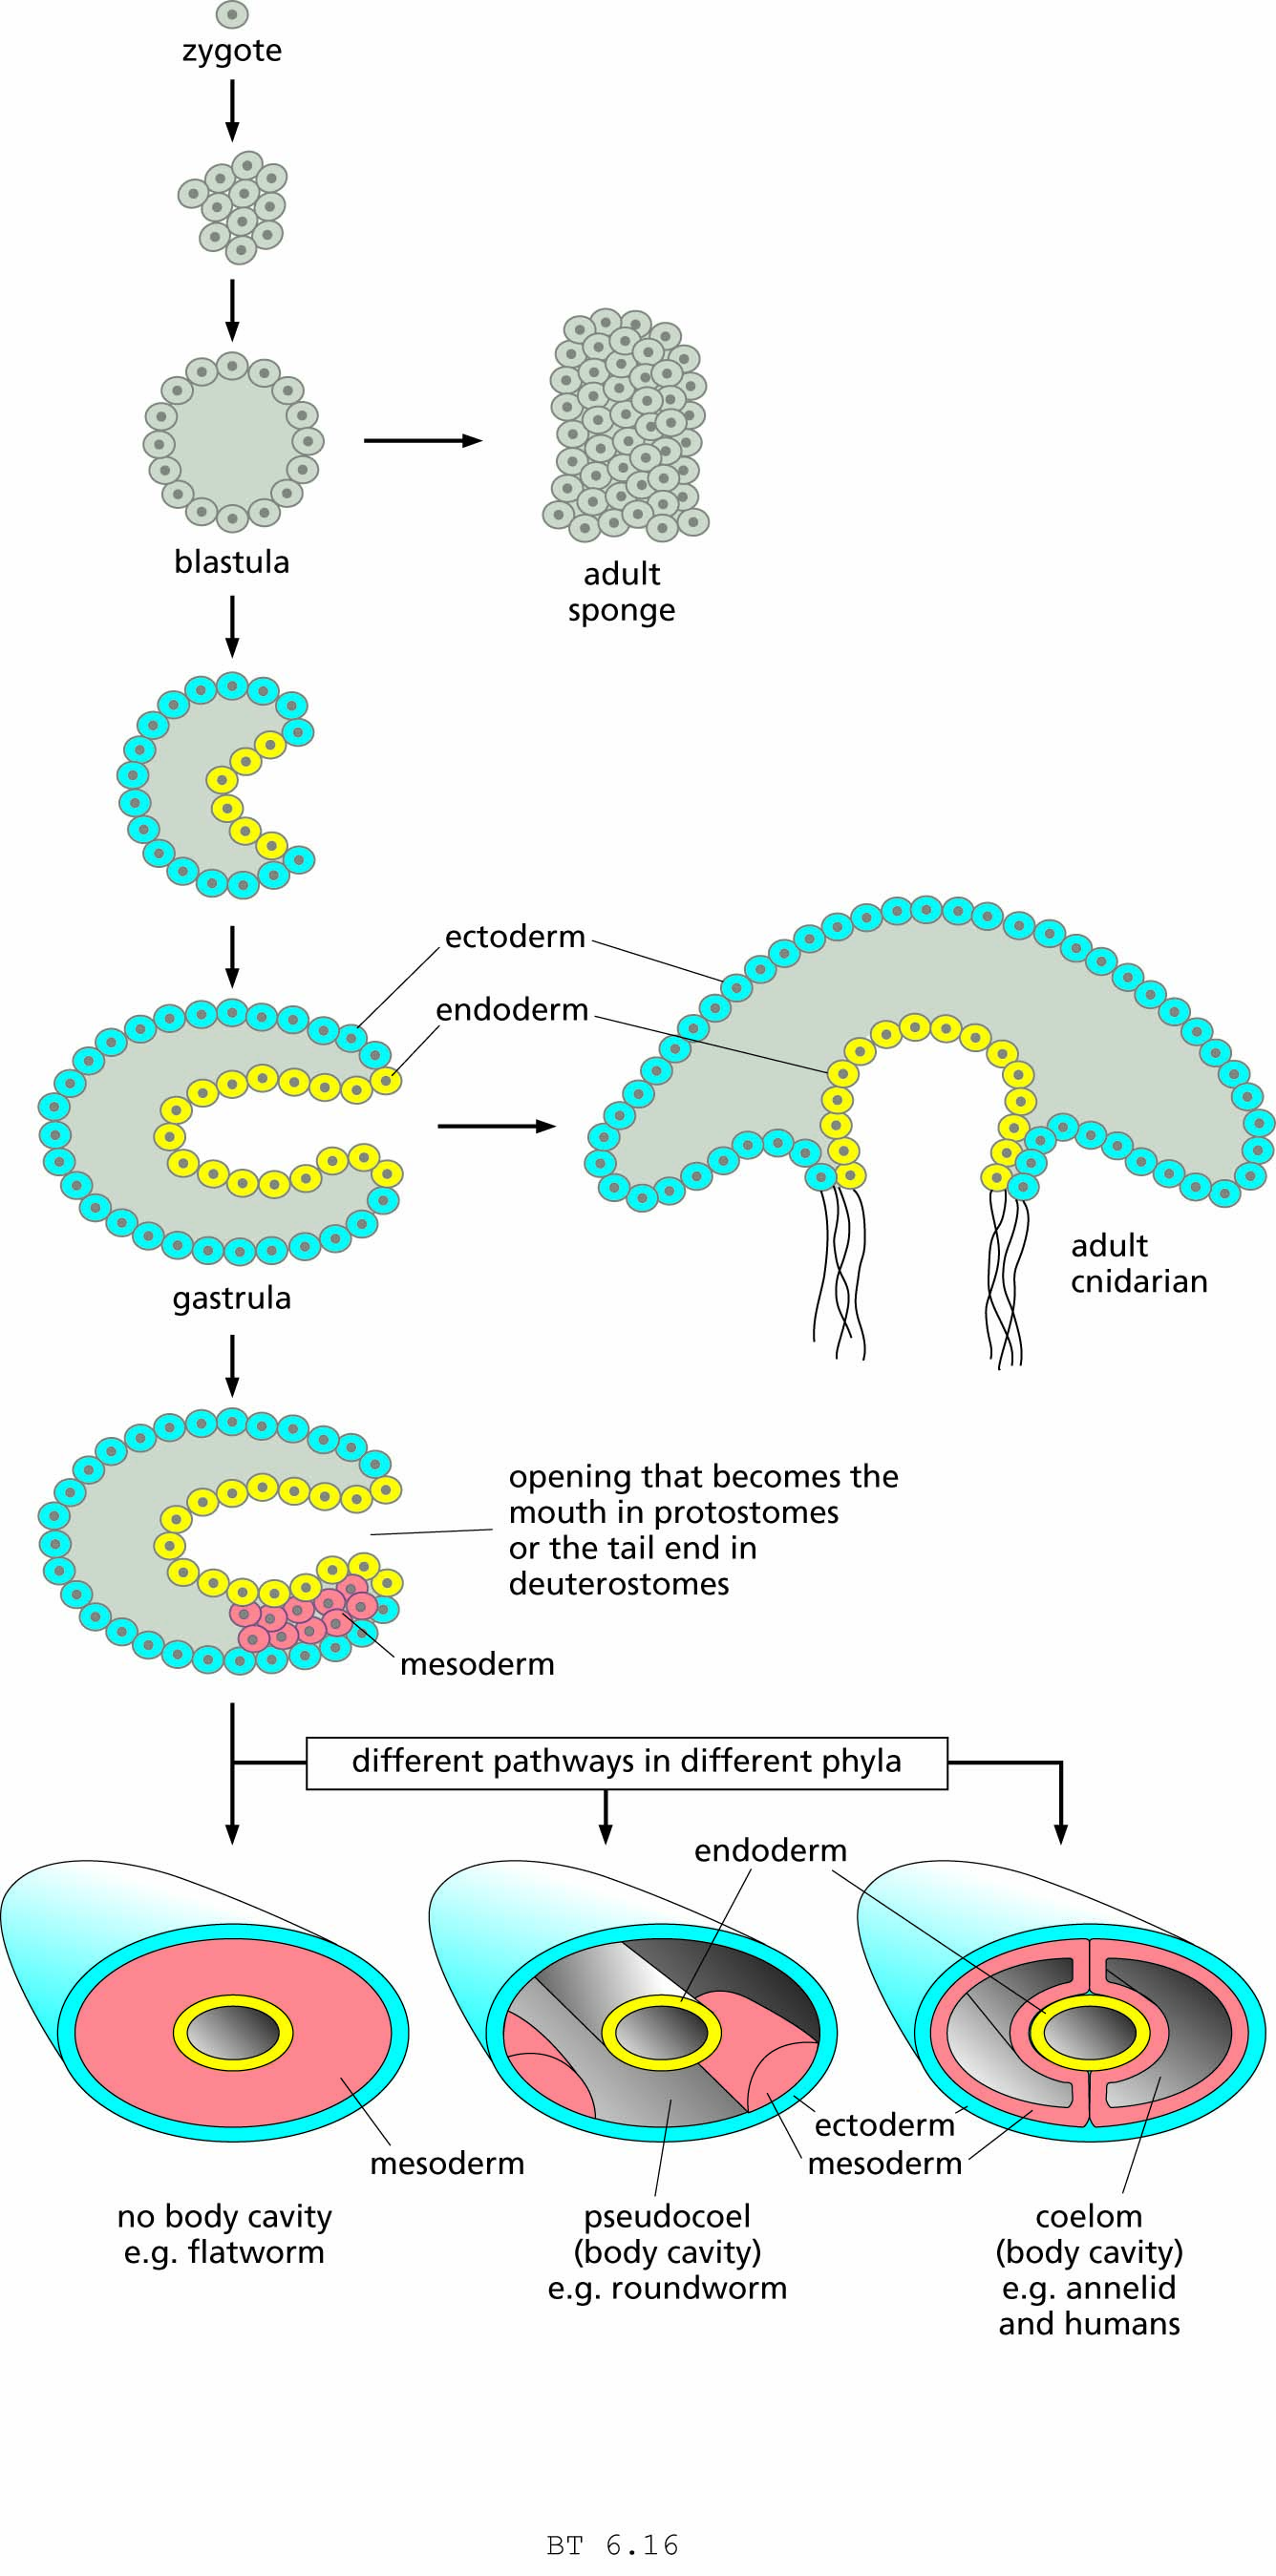 zygote
blastula
adult
sponge
ectoderm
endoderm
adult
cnidarian
gastrula
opening that becomes the
mouth in protostomes
or the tail end in
deuterostomes
mesoderm
different pathways in different phyla
endoderm
ectoderm
mesoderm
mesoderm
no body cavity
e.g. flatworm
pseudocoel
(body cavity)
e.g. roundworm
coelom
(body cavity)
e.g. annelid
and humans
BT 6.16